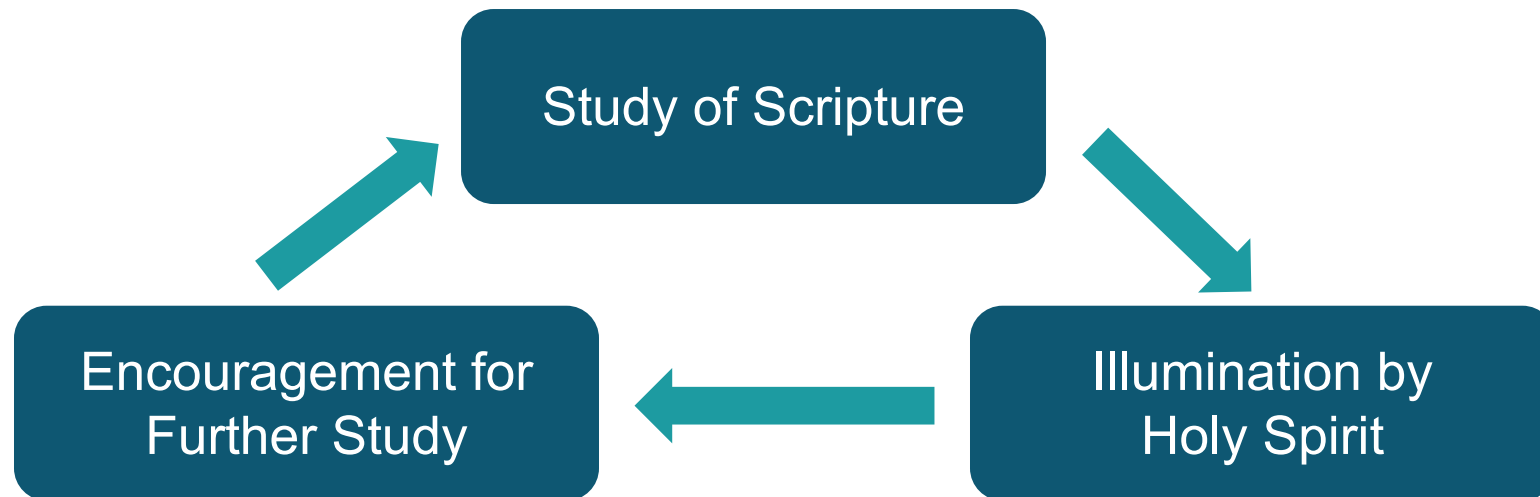 Study of Scripture
Illumination by
Holy Spirit
Encouragement for
Further Study